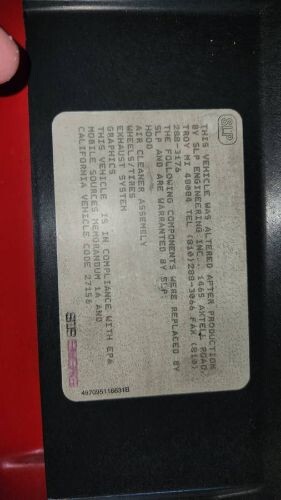 SLP
THIS VEHICLE WAS ALTERED AFTER PRODUCTION
BY SLP ENGINEERING INC., 1465 AXTELL ROAD,
TROY MI 48084 TEL (810)288-3066 FAX (810)
288-3176.
THE FOLLOWING COMPONENTS WERE REPLACED BY
SLP AND ARE WARRANTED BY SLP:
HOOD
AIR CLEANER ASSEMBLY
WHEELS/TIRES
EXHAUST SYSTEM
GRAPHICS
THIS VEHICLE IS IN COMPLIANCE WITH EPA
MOBILE SOURCES MEMORANDUM 1A AND
CALIFORNIA VEHICLE CODE 27156.
497095116631B